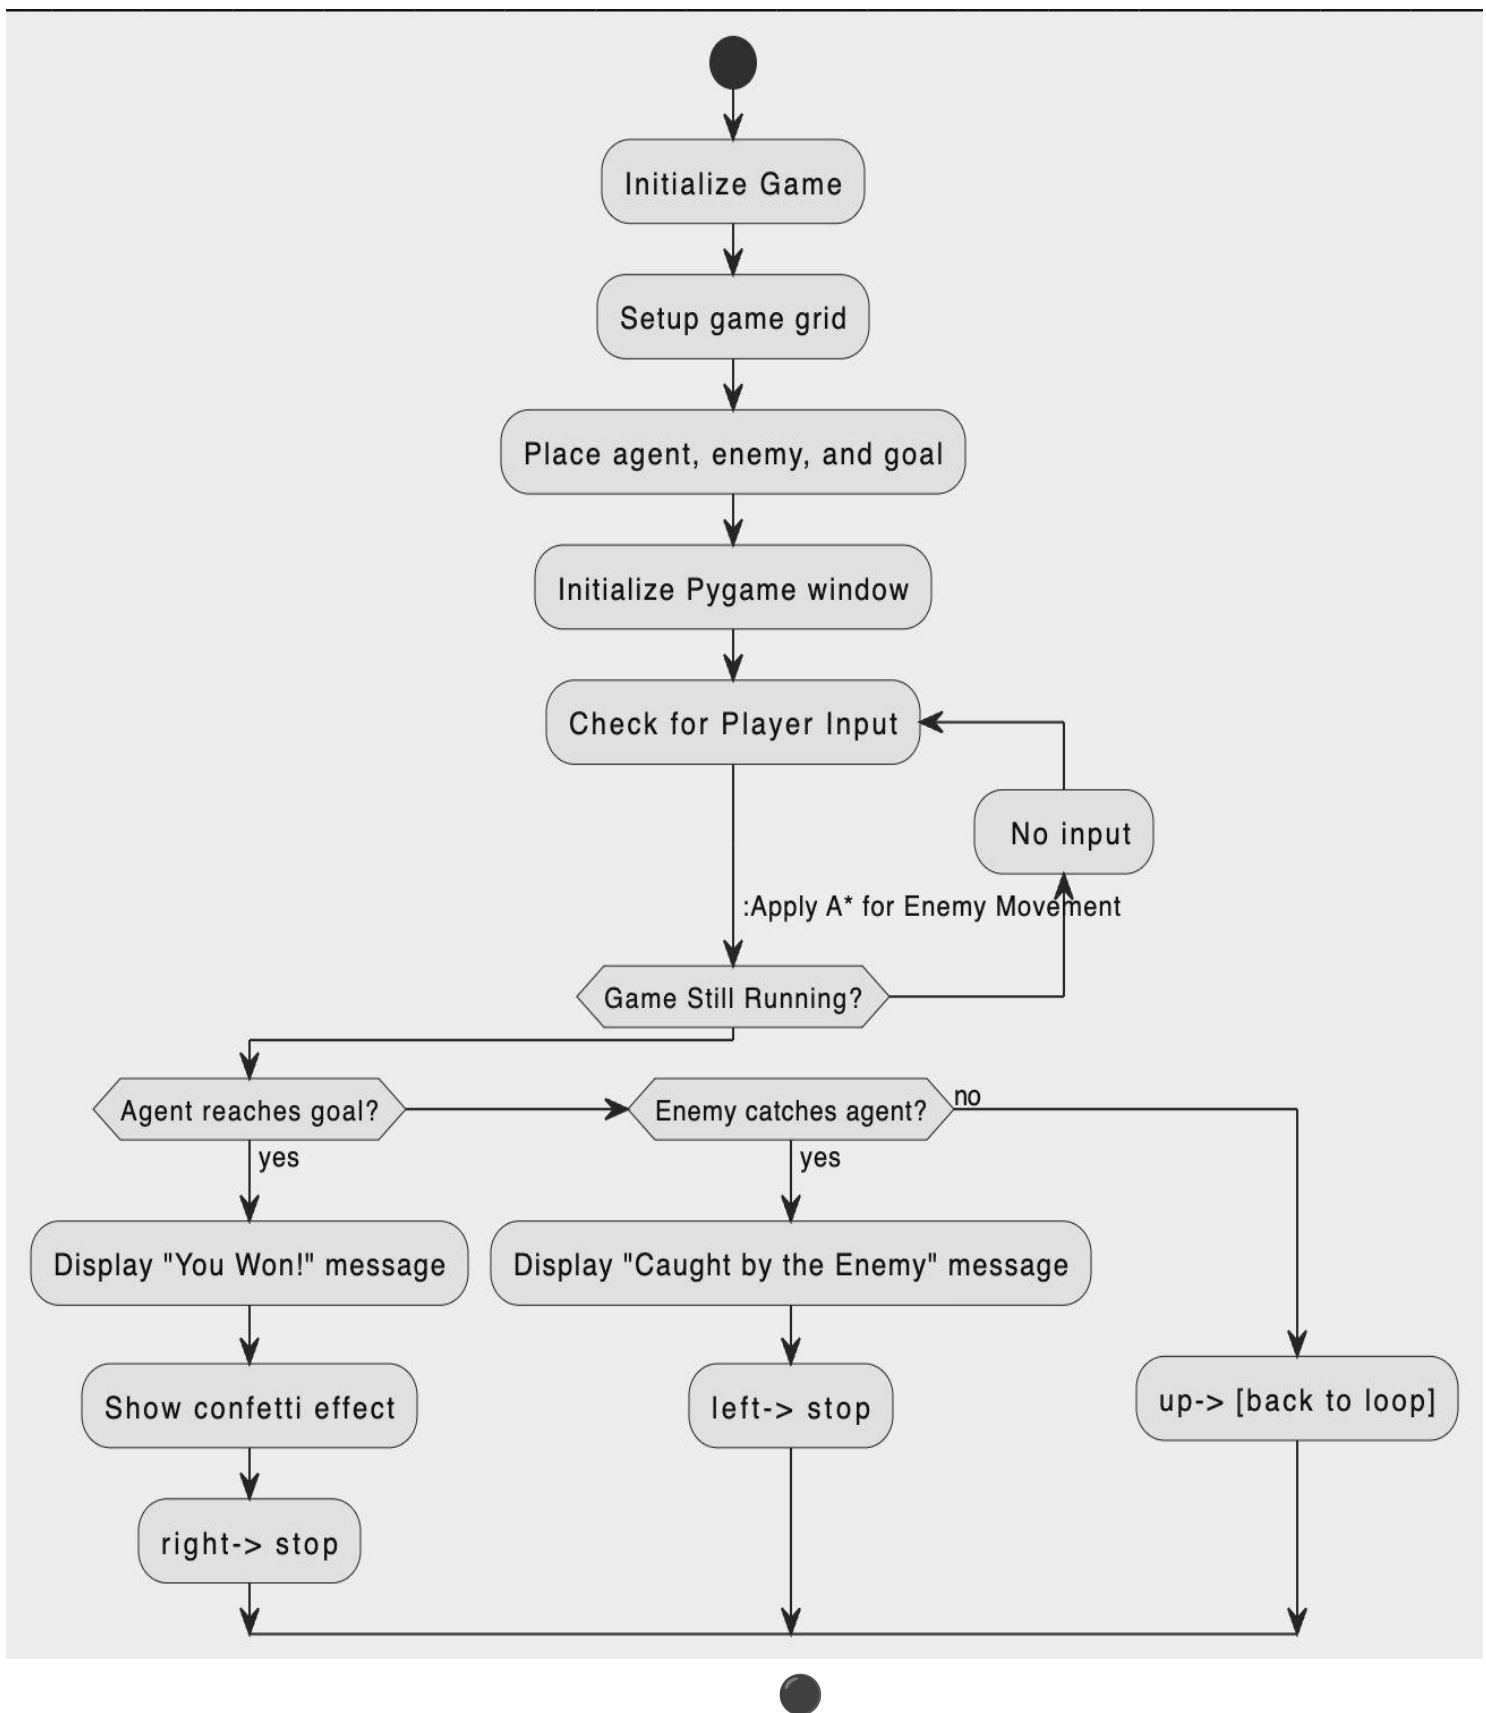 Initialize Game
Setup game grid
Place agent, enemy, and goal
Initialize Pygame window
Check for Player Input
No input
:Apply A* for Enemy Movement
Game Still Running?
Agent reaches goal?
Enemy catches agent?
no
yes
yes
Display "You Won!" message
Display "Caught by the Enemy" message
Show confetti effect
left-> stop
up-> [back to loop]
right-> stop